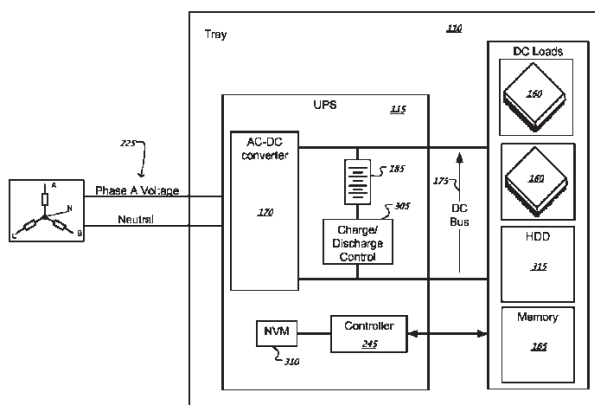 Tray
110
DC Loads
160
UPS
115
AC-DC
converter
170
185
305
Charge/
Discharge
Control
175
DC
Bus
160
HDD
315
Memory
165
225
Phase A Voltage
Neutral
A
N
B
C
NVM
310
Controller
245